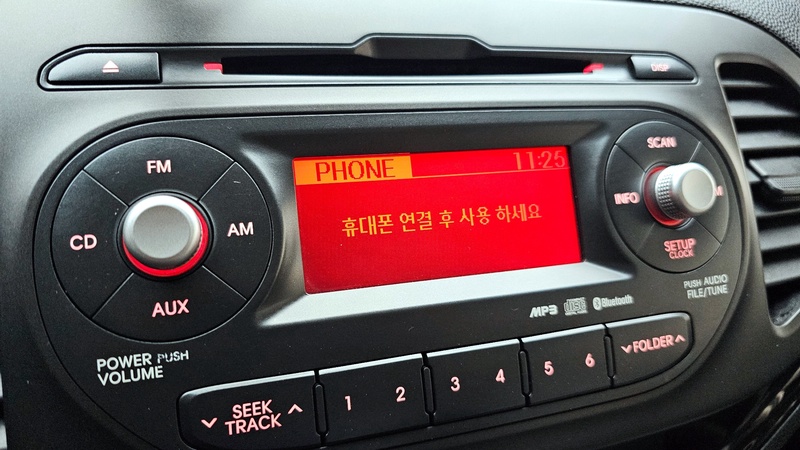 DISP
PHONE 11:25
휴대폰 연결 후 사용 하세요
FM
CD
AM
AUX
POWER PUSH
VOLUME
SCAN
INFO
SETUP
CLOCK
PUSH AUDIO
FILE/TUNE
MP3
Bluetooth
SEEK
TRACK
1 2
3 4
5 6
FOLDER